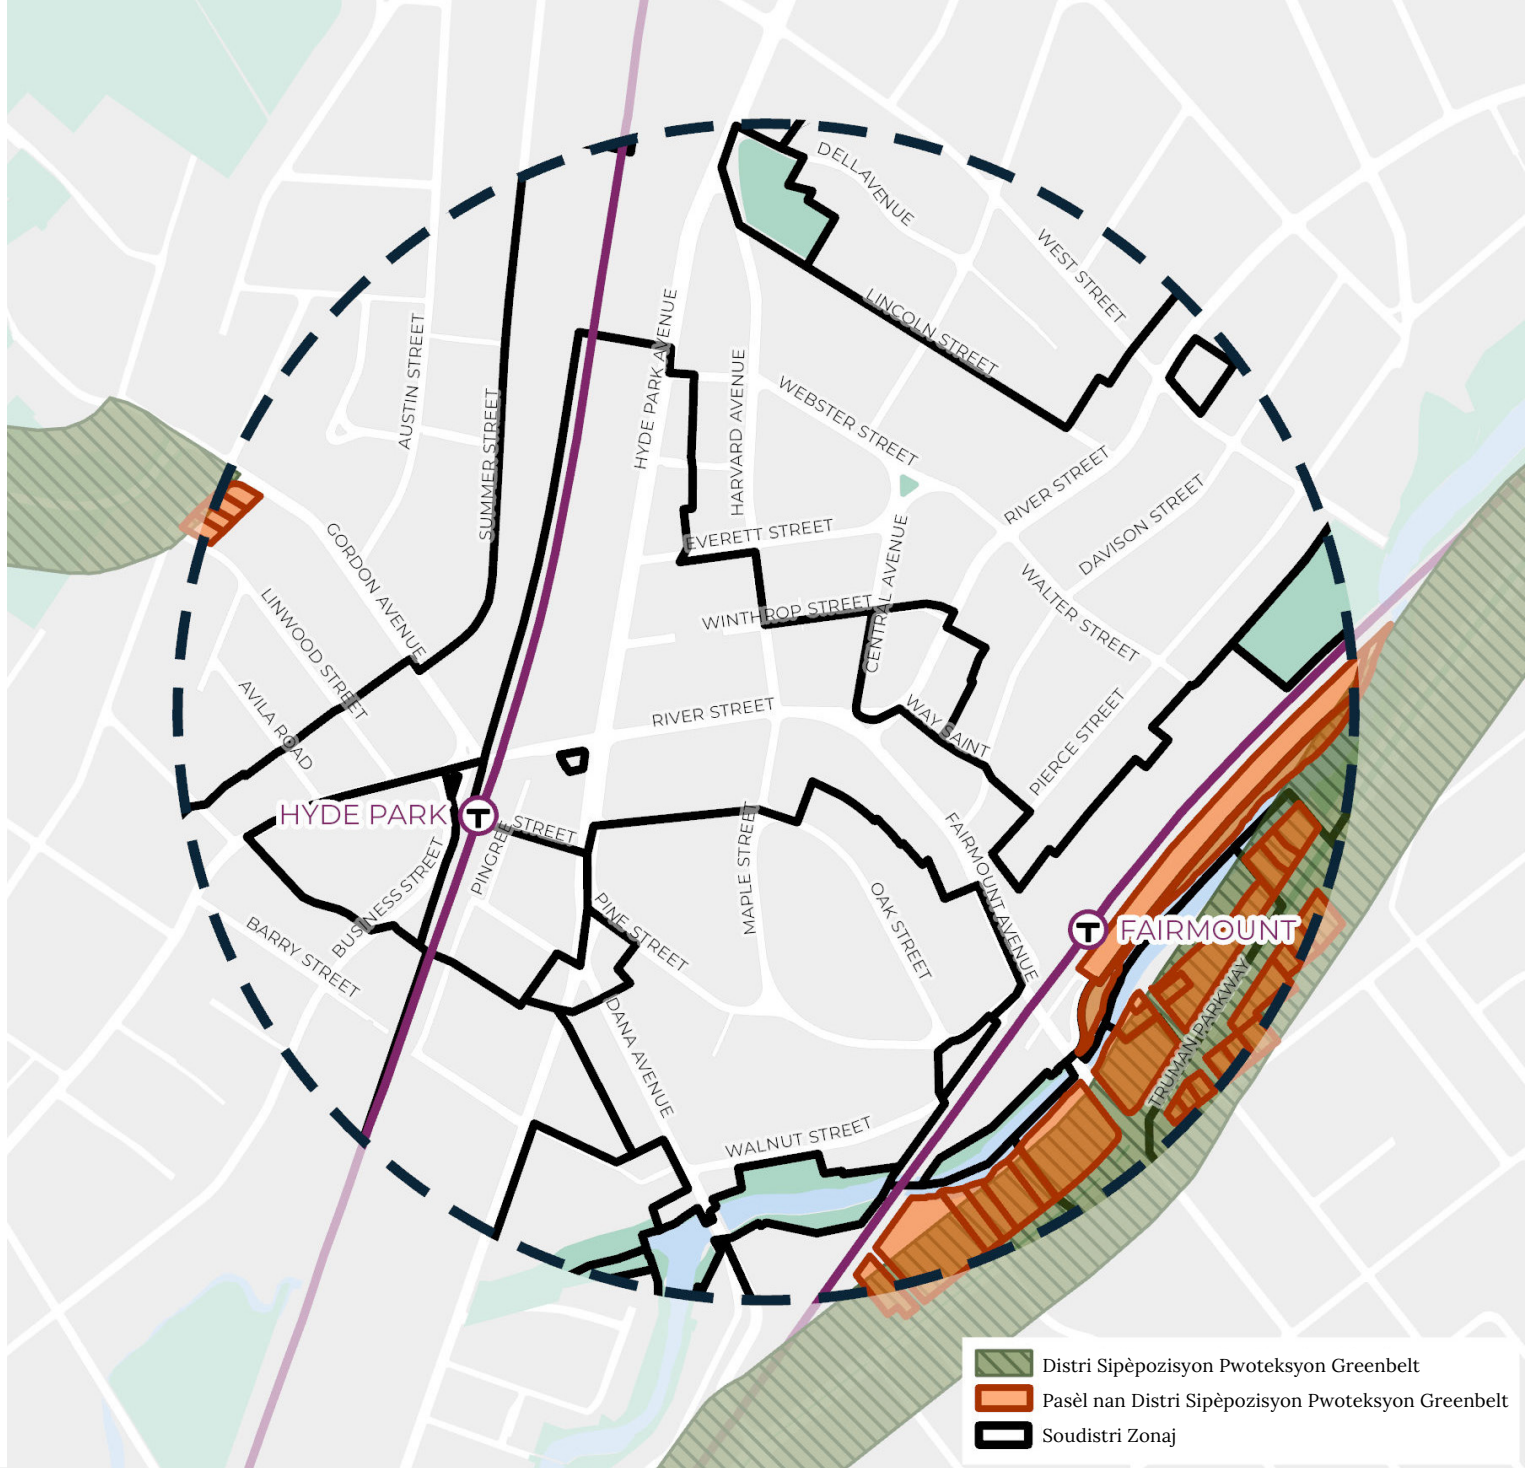 DELLAVENUE
WEST STREET
LINCOLN STREET
HYDE PARK AVENUE
AUSTIN STREET
HARVARD AVENUE
WEBSTER STREET
SUMMER STREET
RIVER STREET
DAVISON STREET
GORDON AVENUE
EVERETT STREET
CENTRAL AVENUE
WALTER STREET
LINWOOD STREET
WINTHROP STREET
AVILA ROAD
RIVER STREET
WAY SAINT
PIERCE STREET
HYDE PARK
T
STREET
PINGREE
MAPLE STREET
FAIRMOUNT AVENUE
BUSINESS STREET
OAK STREET
PINE STREET
BARRY STREET
T
FAIRMOUNT
TRUMAN PARKWAY
DANA AVENUE
WALNUT STREET
Distri Sipèpozisyon Pwoteksyon Greenbelt
Pasèl nan Distri Sipèpozisyon Pwoteksyon Greenbelt
Soudistri Zonaj